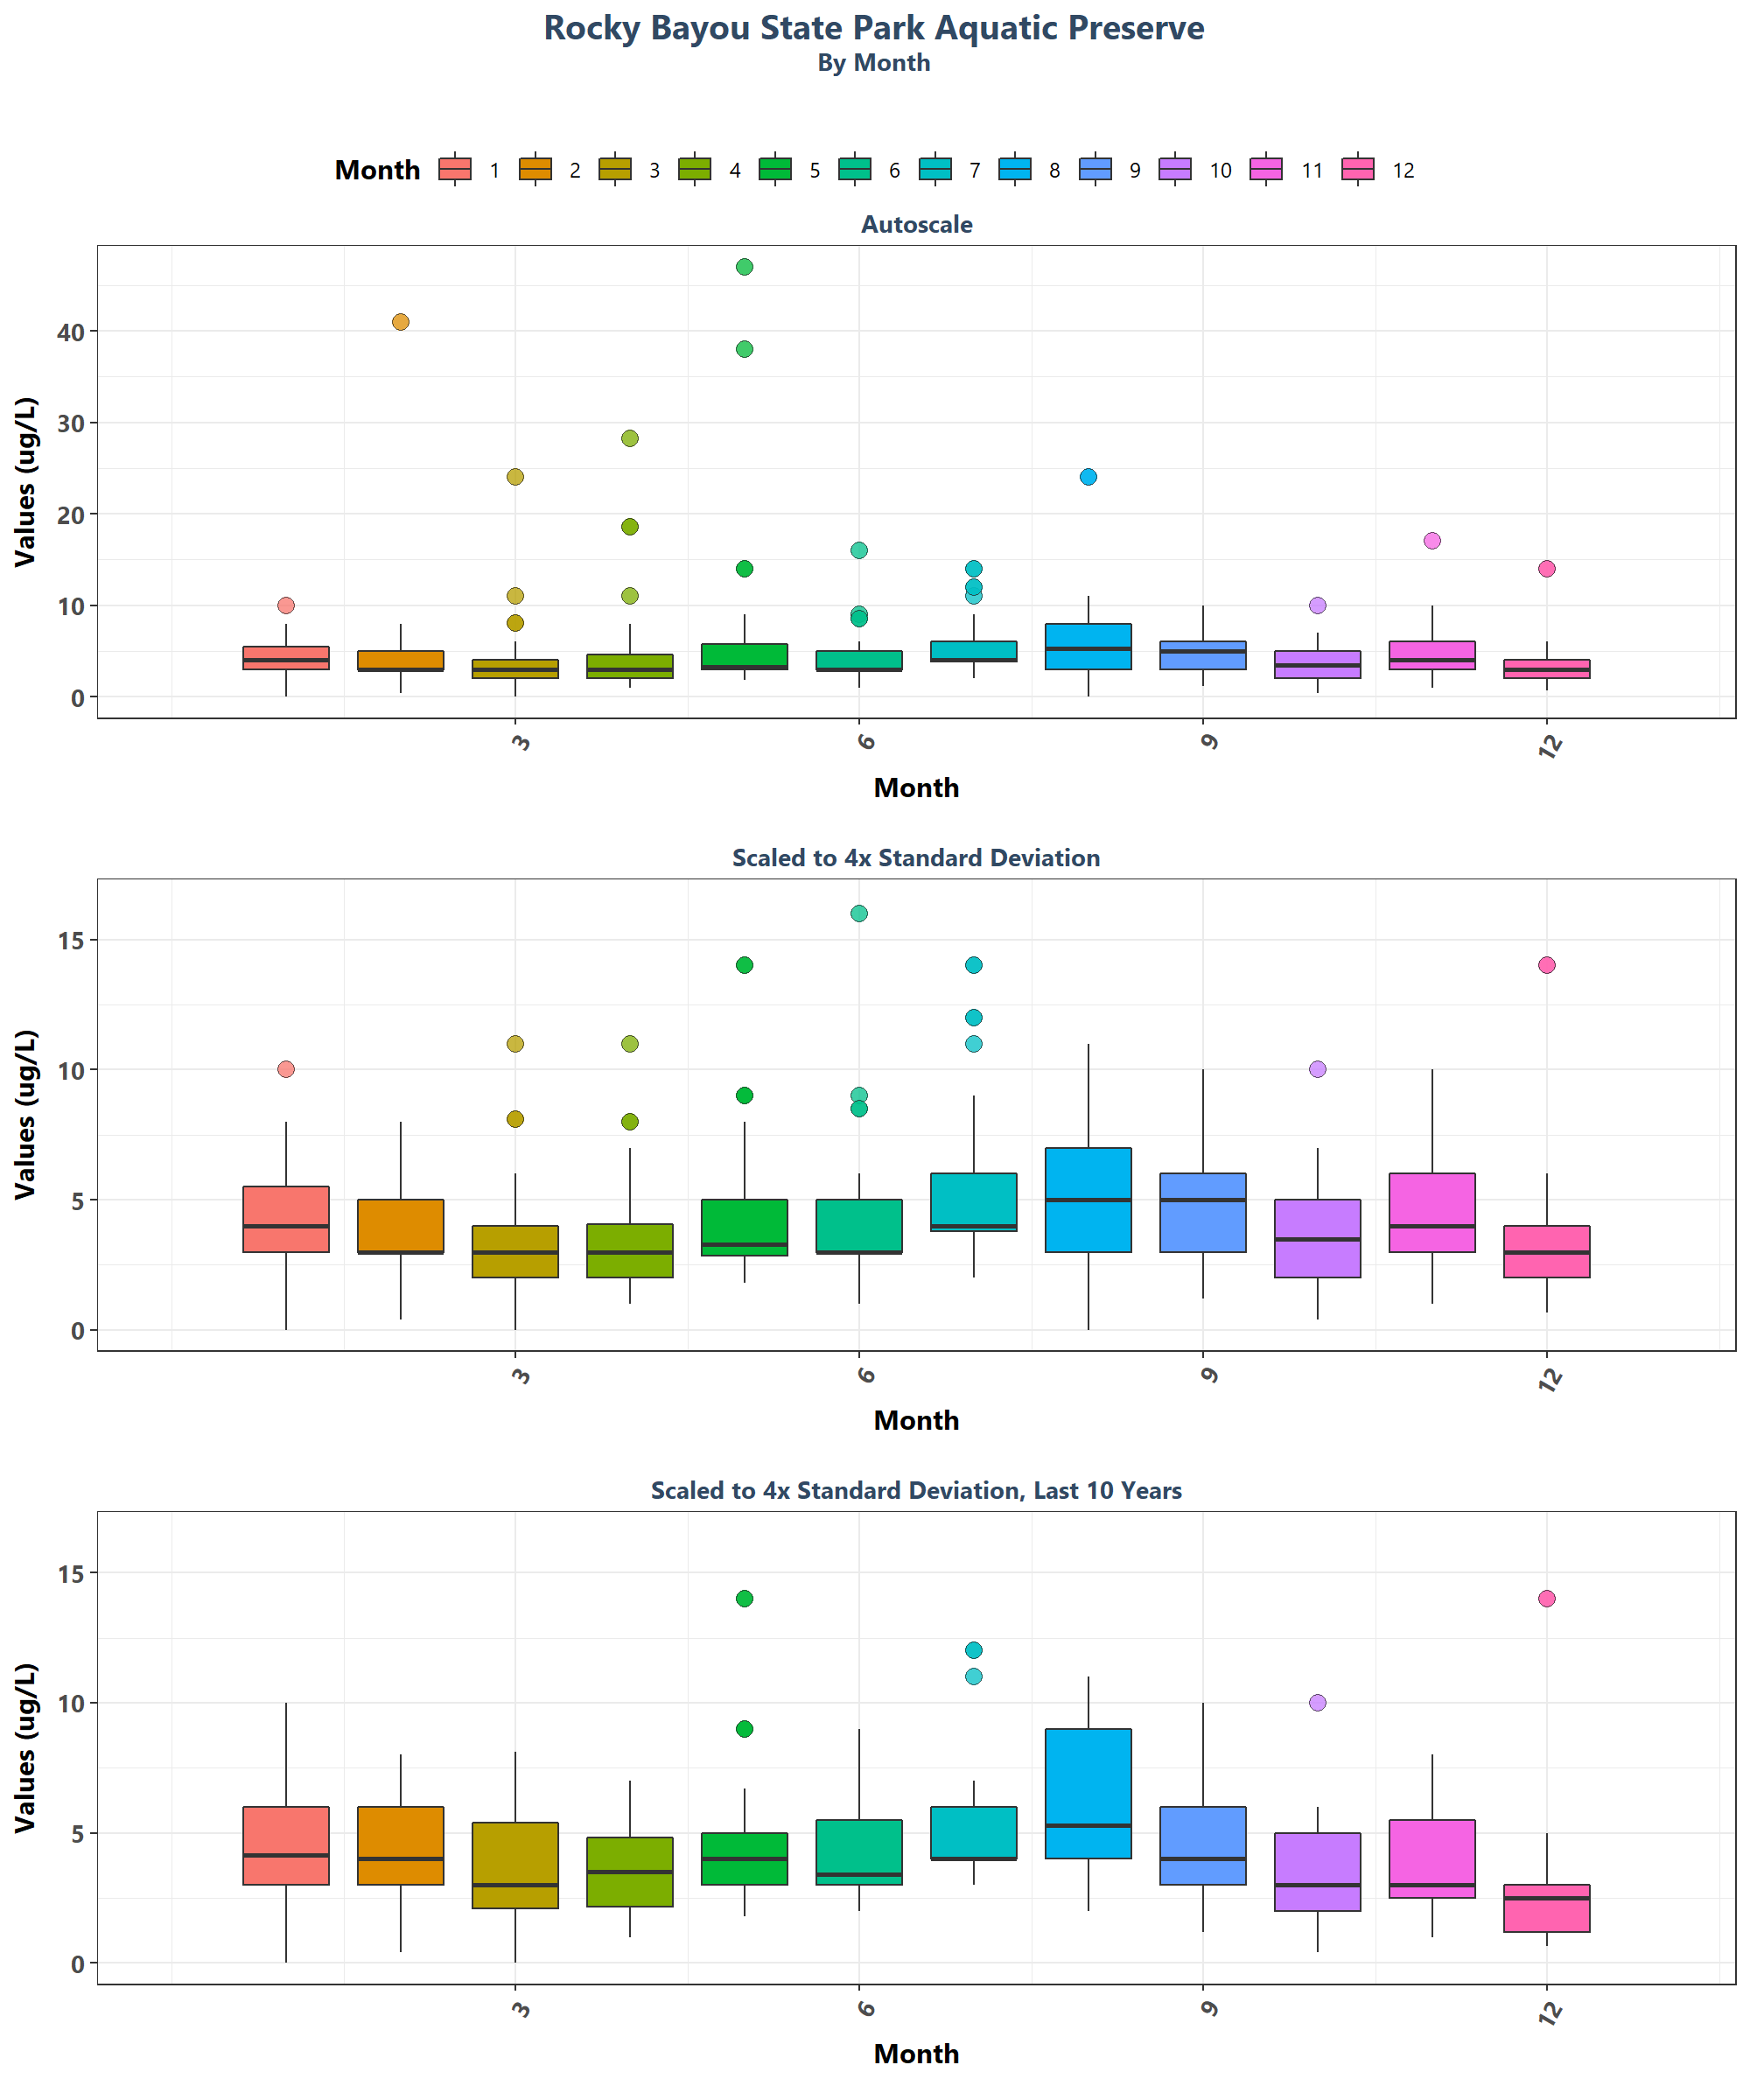 Rocky Bayou State Park Aquatic Preserve
By Month
Month 1 2 3 4 5 6 7 8 9 10 11 12
Autoscale
Values (ug/L)
40
30
20
10
0
3 6 9 12
Month
Scaled to 4x Standard Deviation
Values (ug/L)
15
10
5
0
3 6 9 12
Month
Scaled to 4x Standard Deviation, Last 10 Years
Values (ug/L)
15
10
5
0
3 6 9 12
Month